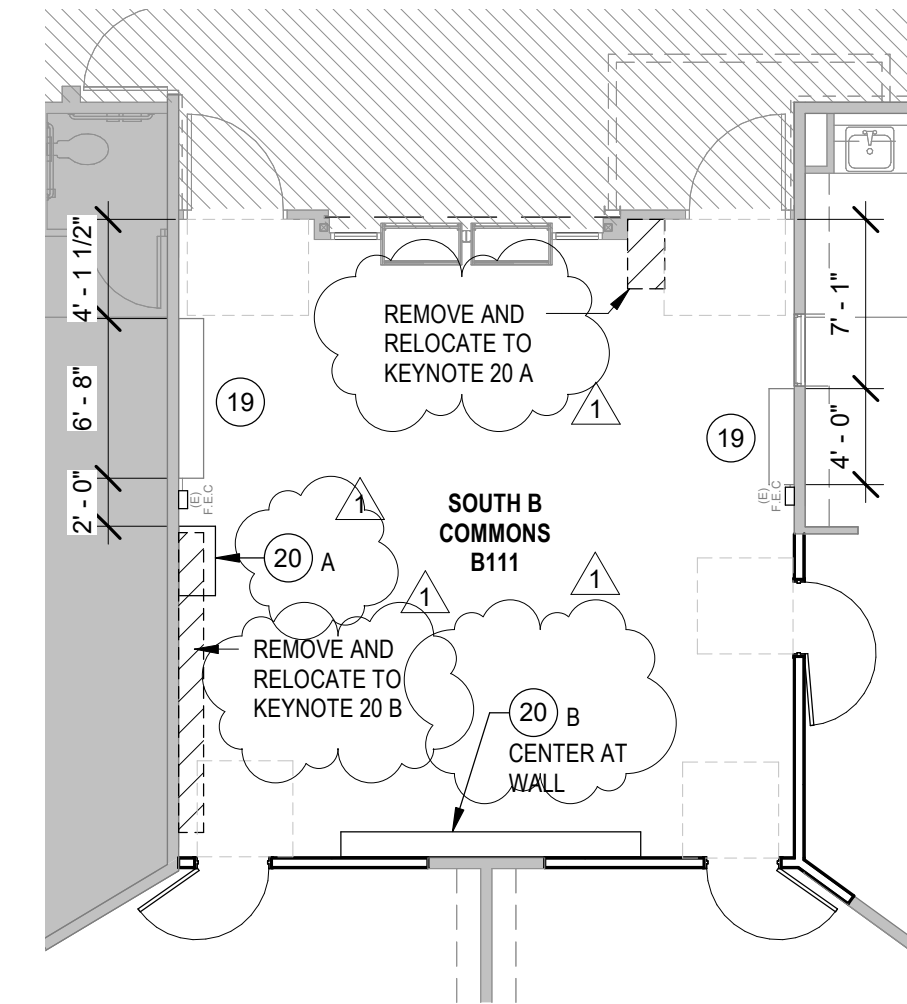 4' - 1 1/2"
6' - 8"
2' - 0"
REMOVE AND
RELOCATE TO
KEYNOTE 20 A
1
7' - 1"
4' - 0"
19
19
(E)
F.E.C
(E)
F.E.C
SOUTH B
COMMONS
B111
1
20 A
1
1
REMOVE AND
RELOCATE TO
KEYNOTE 20 B
20 B
CENTER AT
WALL